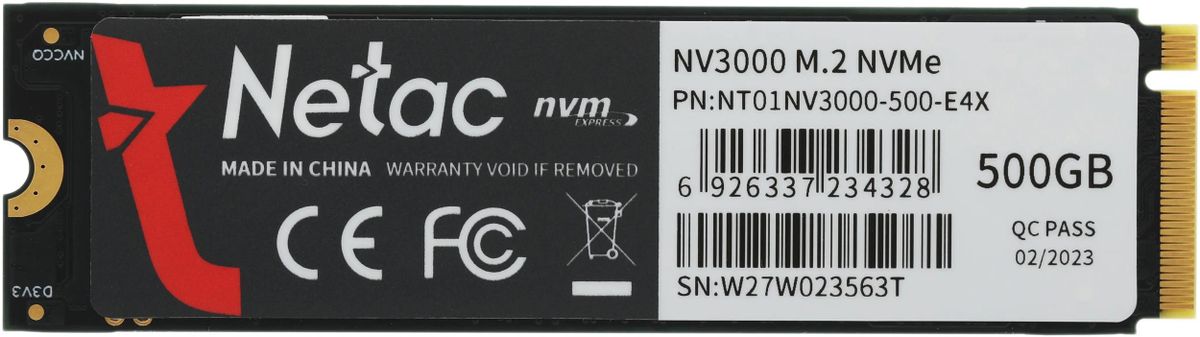 NVCCQ
Netac
nvm
EXPRESS
MADE IN CHINA WARRANTY VOID IF REMOVED
CE FC
D3V3
NV3000 M.2 NVMe
PN:NT01NV3000-500-E4X
6 926337 234328
500GB
QC PASS
02/2023
SN:W27W023563T